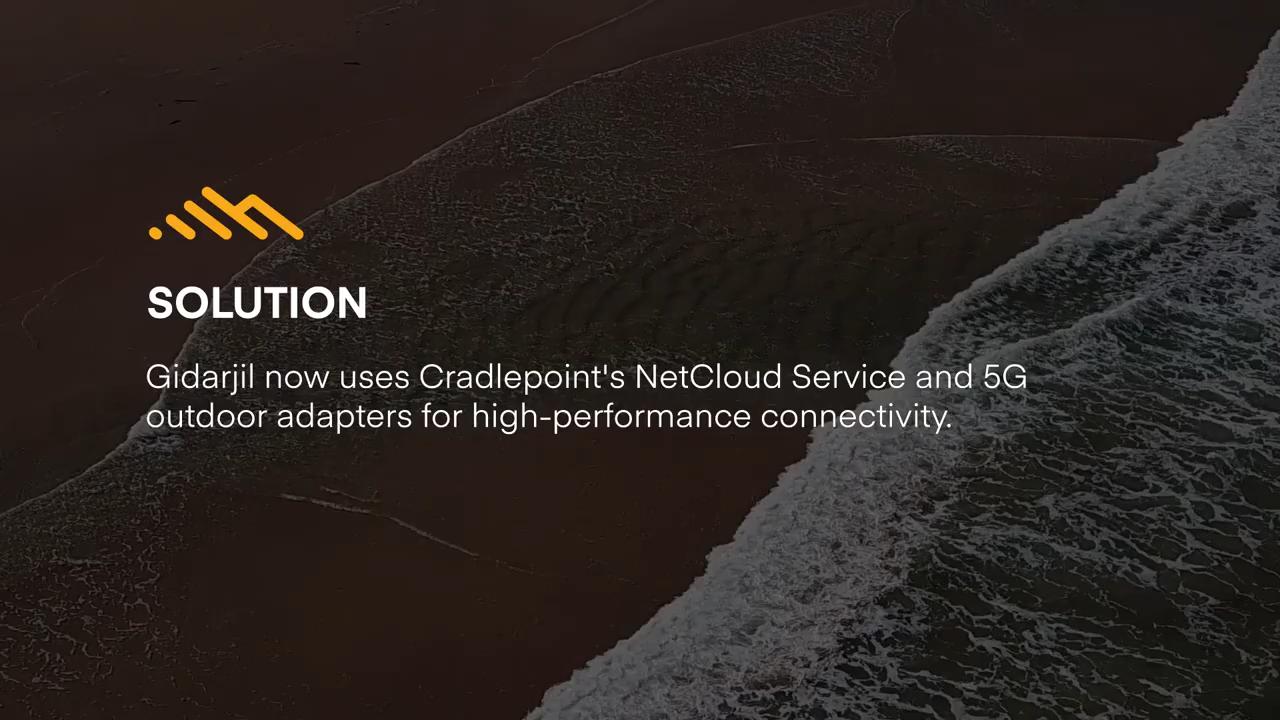 SOLUTION
Gidarjil now uses Cradlepoint's NetCloud Service and 5G
outdoor adapters for high-performance connectivity.